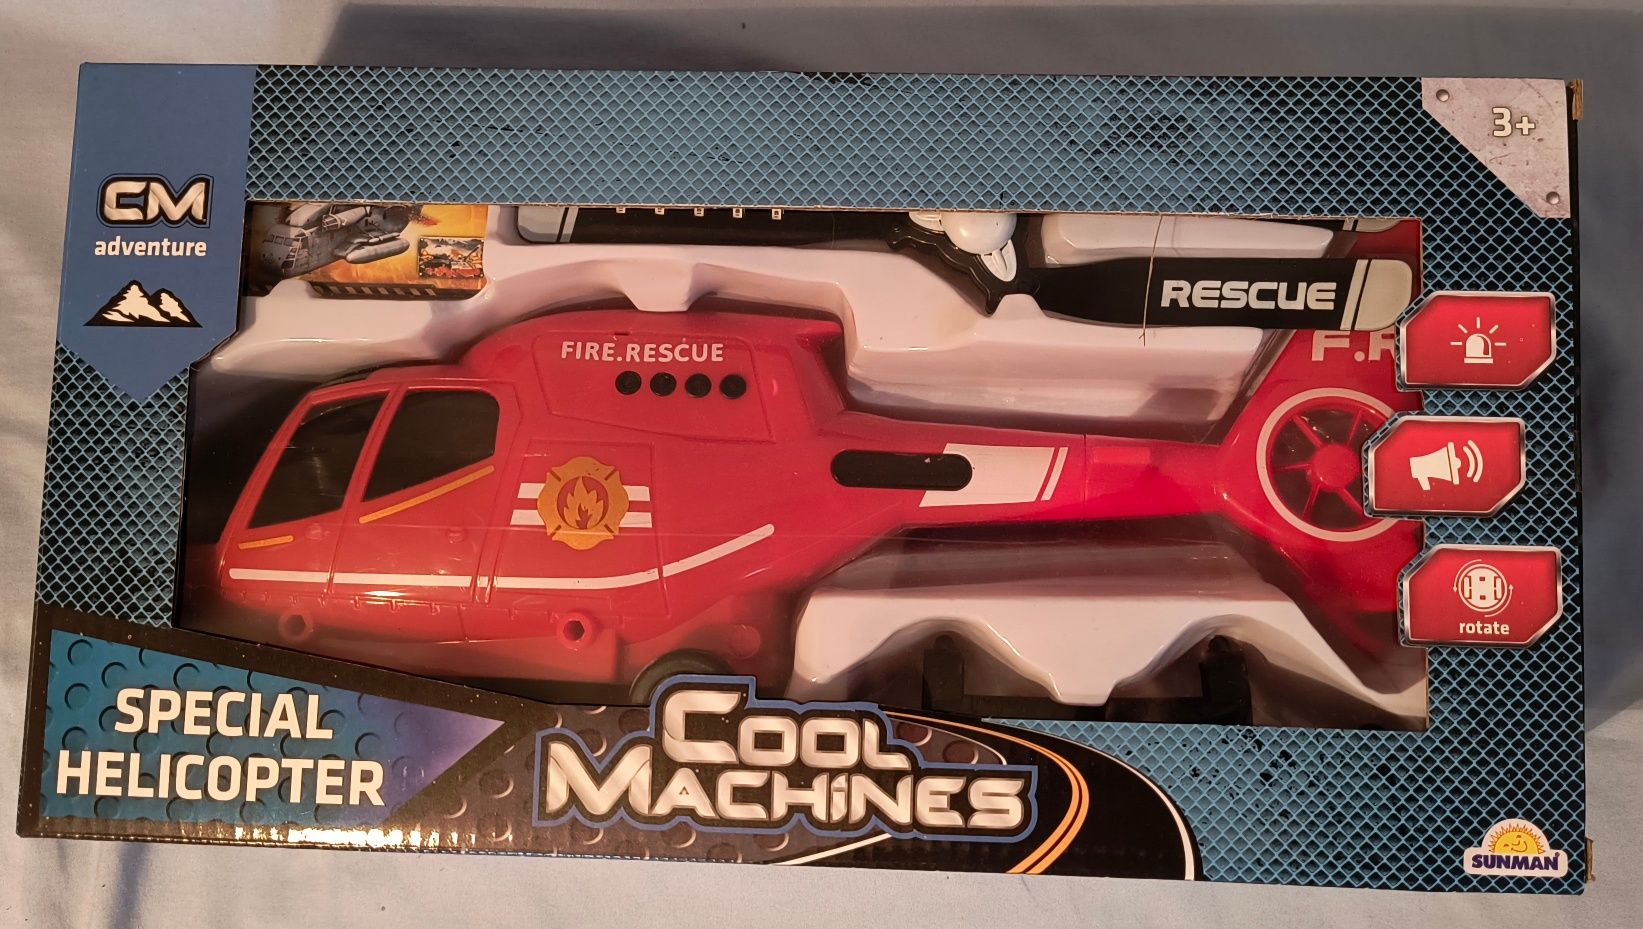 3+
CM
adventure
RESCUE
FIRE.RESCUE
F.R
rotate
SPECIAL
HELICOPTER
COOL
MACHiNES
SUNMAN